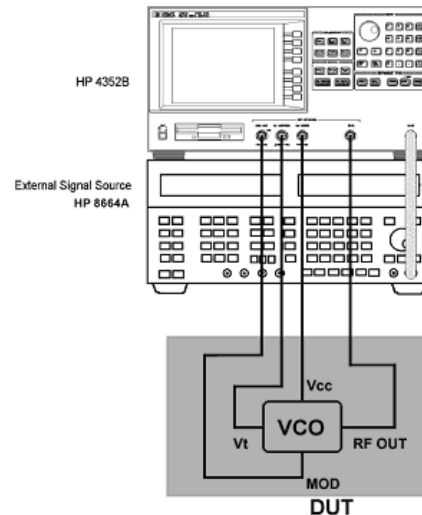 HP 4352B
External Signal Source
HP 8664A
Vcc
VCO
Vt
RF OUT
MOD
DUT